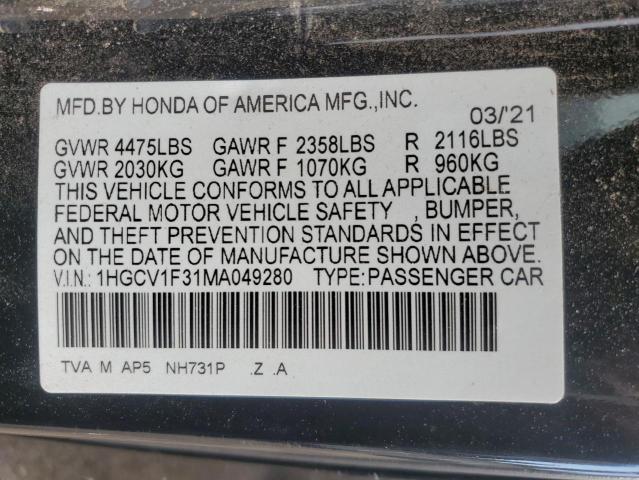 MFD.BY HONDA OF AMERICA MFG.,INC. 03/'21
GVWR 4475LBS GAWR F 2358LBS R 2116LBS
GVWR 2030KG GAWR F 1070KG R 960KG
THIS VEHICLE CONFORMS TO ALL APPLICABLE
FEDERAL MOTOR VEHICLE SAFETY , BUMPER,
AND THEFT PREVENTION STANDARDS IN EFFECT
ON THE DATE OF MANUFACTURE SHOWN ABOVE.
V.I.N.: 1HGCV1F31MA049280 TYPE:PASSENGER CAR
TVA M AP5 NH731P .Z .A